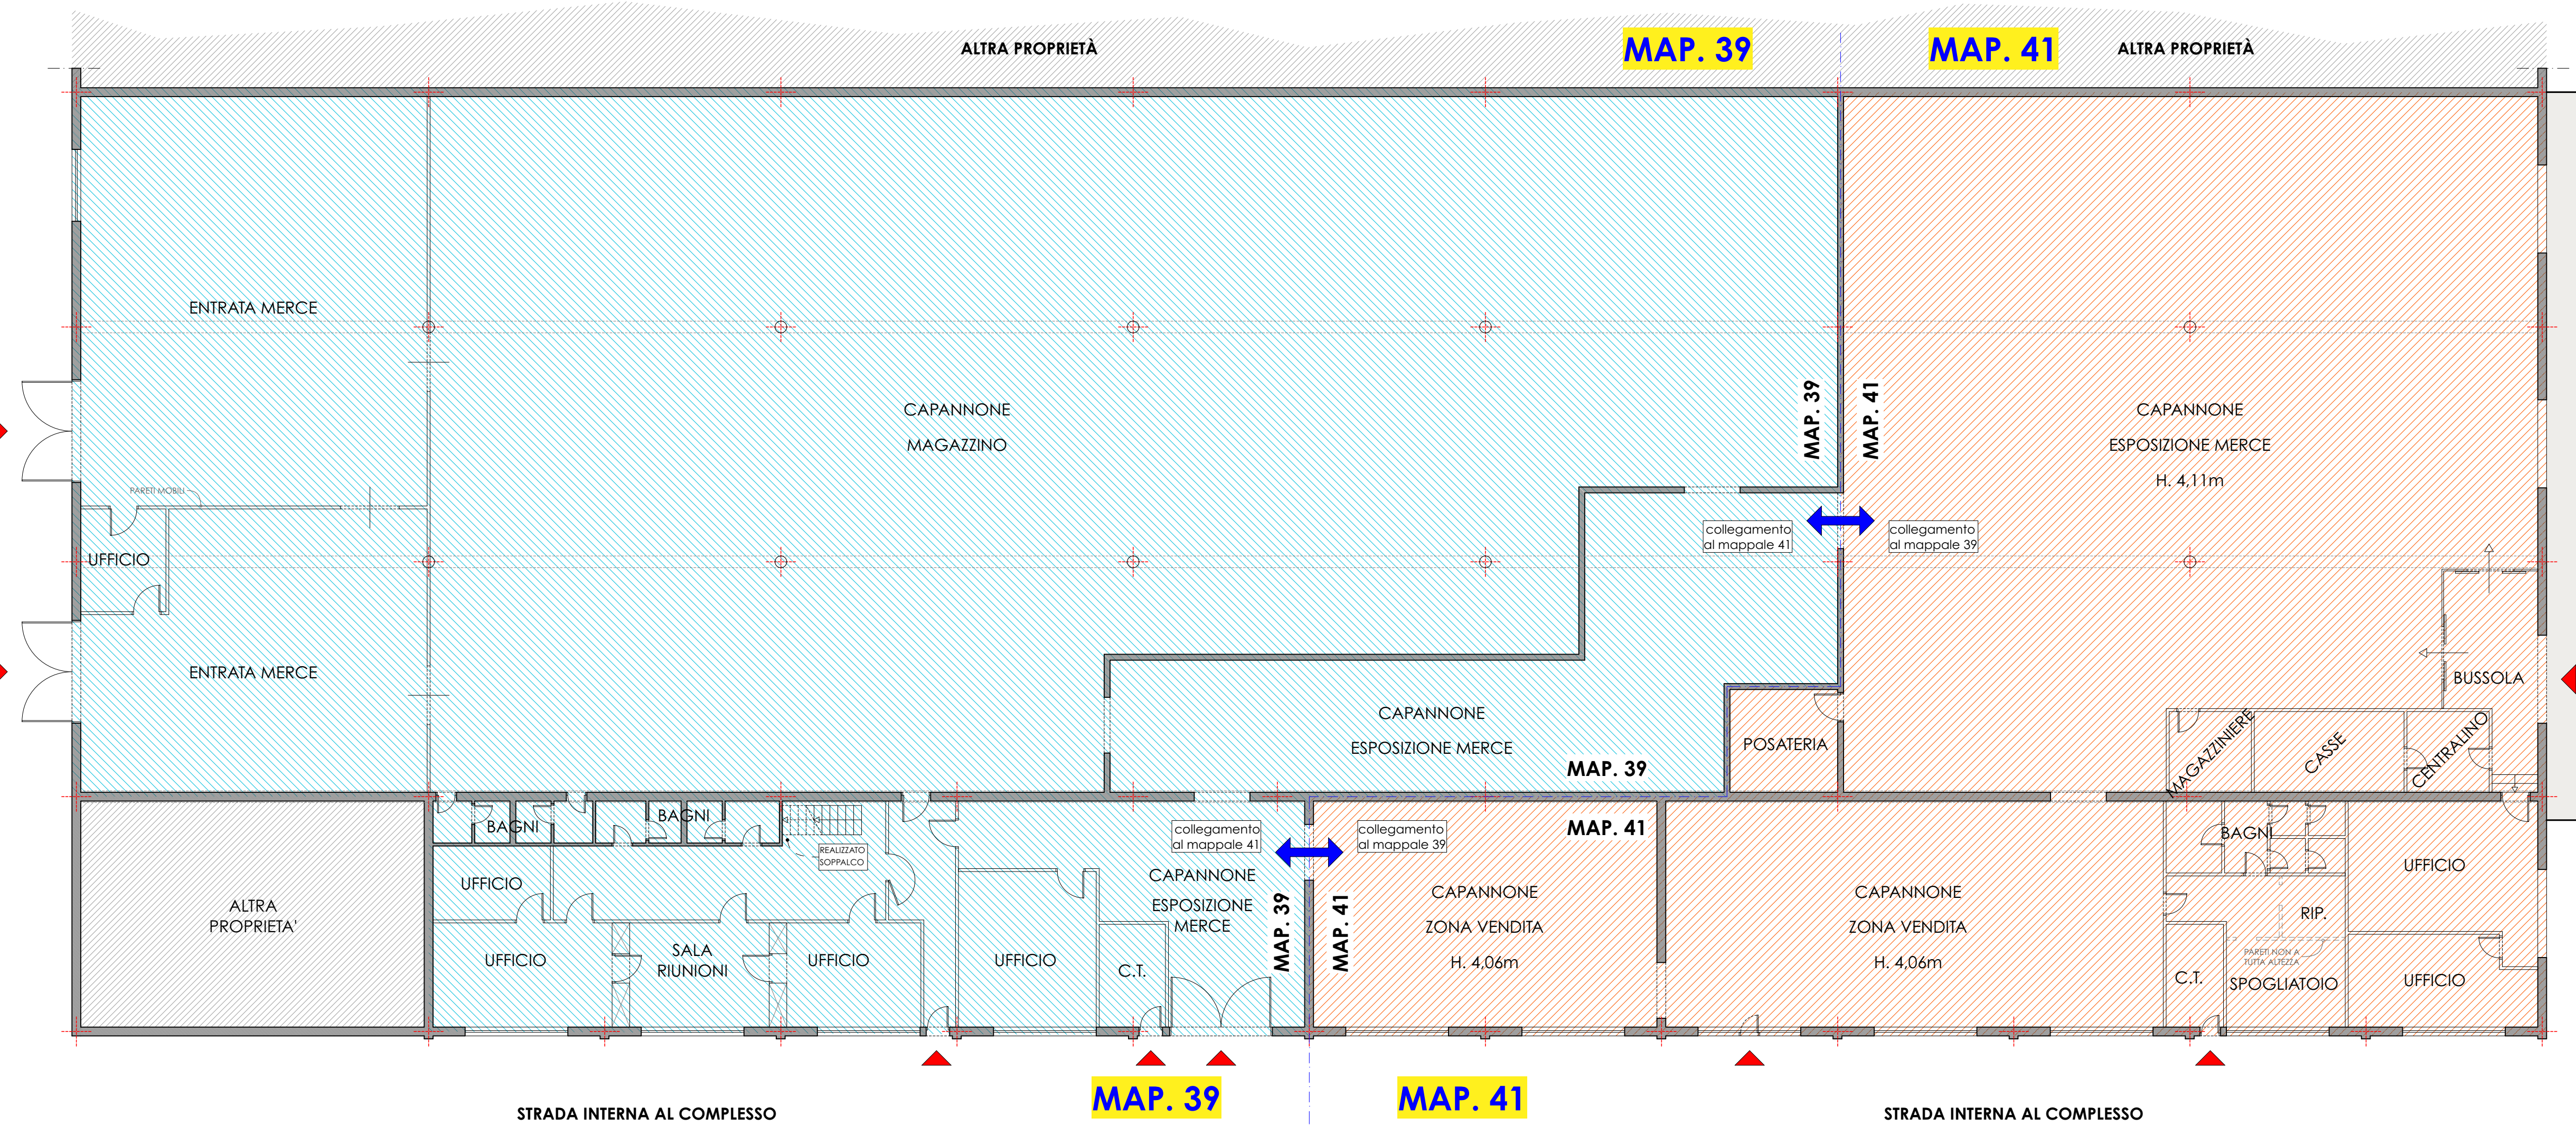 ALTRA PROPRIETÀ
MAP. 39
MAP. 41
ALTRA PROPRIETÀ
ENTRATA MERCE
CAPANNONE
MAGAZZINO
MAP. 39
MAP. 41
CAPANNONE
ESPOSIZIONE MERCE
H. 4,11m
PARETI MOBILI
UFFICIO
collegamento
al mappale 41
collegamento
al mappale 39
ENTRATA MERCE
BUSSOLA
CAPANNONE
ESPOSIZIONE MERCE
POSATERIA
MAGAZZINIERE
CASSE
CENTRALINO
MAP. 39
BAGNI
BAGNI
REALIZZATO
SOPPALCO
collegamento
al mappale 41
collegamento
al mappale 39
MAP. 41
BAGNI
UFFICIO
CAPANNONE
ESPOSIZIONE
MERCE
MAP. 39
MAP. 41
CAPANNONE
ZONA VENDITA
H. 4,06m
CAPANNONE
ZONA VENDITA
H. 4,06m
UFFICIO
ALTRA
PROPRIETA'
RIP.
UFFICIO
SALA
RIUNIONI
UFFICIO
UFFICIO
C.T.
PARETI NON A
TUTTA ALTEZZA
C.T.
SPOGLIATOIO
UFFICIO
MAP. 39
MAP. 41
STRADA INTERNA AL COMPLESSO
STRADA INTERNA AL COMPLESSO